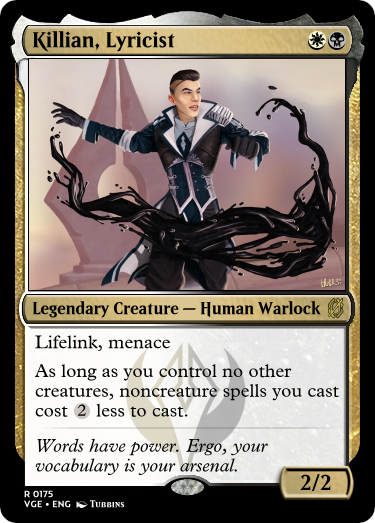 Killian, Lyricist
Legendary Creature — Human Warlock
Lifelink, menace
As long as you control no other
creatures, noncreature spells you cast
cost 2 less to cast.
Words have power. Ergo, your
vocabulary is your arsenal.
2/2
R 0175
VGE • ENG Tubbins